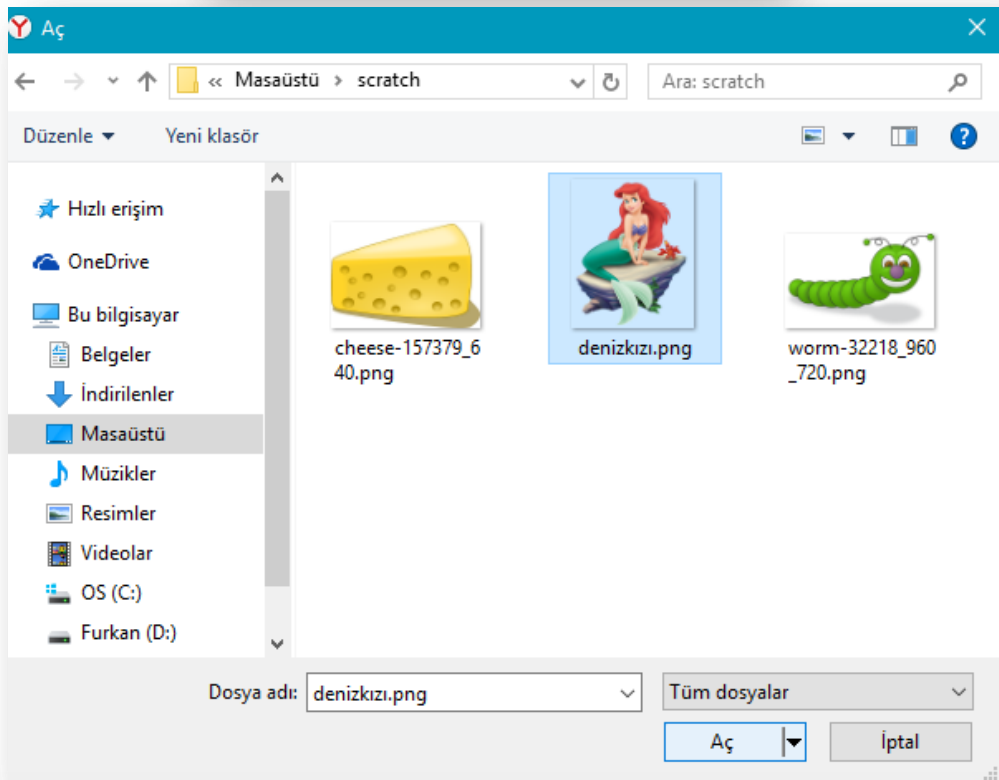 Aç
« Masaüstü > scratch
Ara: scratch
Düzenle
Yeni klasör
Hızlı erişim
OneDrive
Bu bilgisayar
Belgeler
İndirilenler
Masaüstü
Müzikler
Resimler
Videolar
OS (C:)
Furkan (D:)
cheese-157379_6
40.png
denizkızı.png
worm-32218_960
_720.png
Dosya adı: denizkızı.png
Tüm dosyalar
Aç
İptal